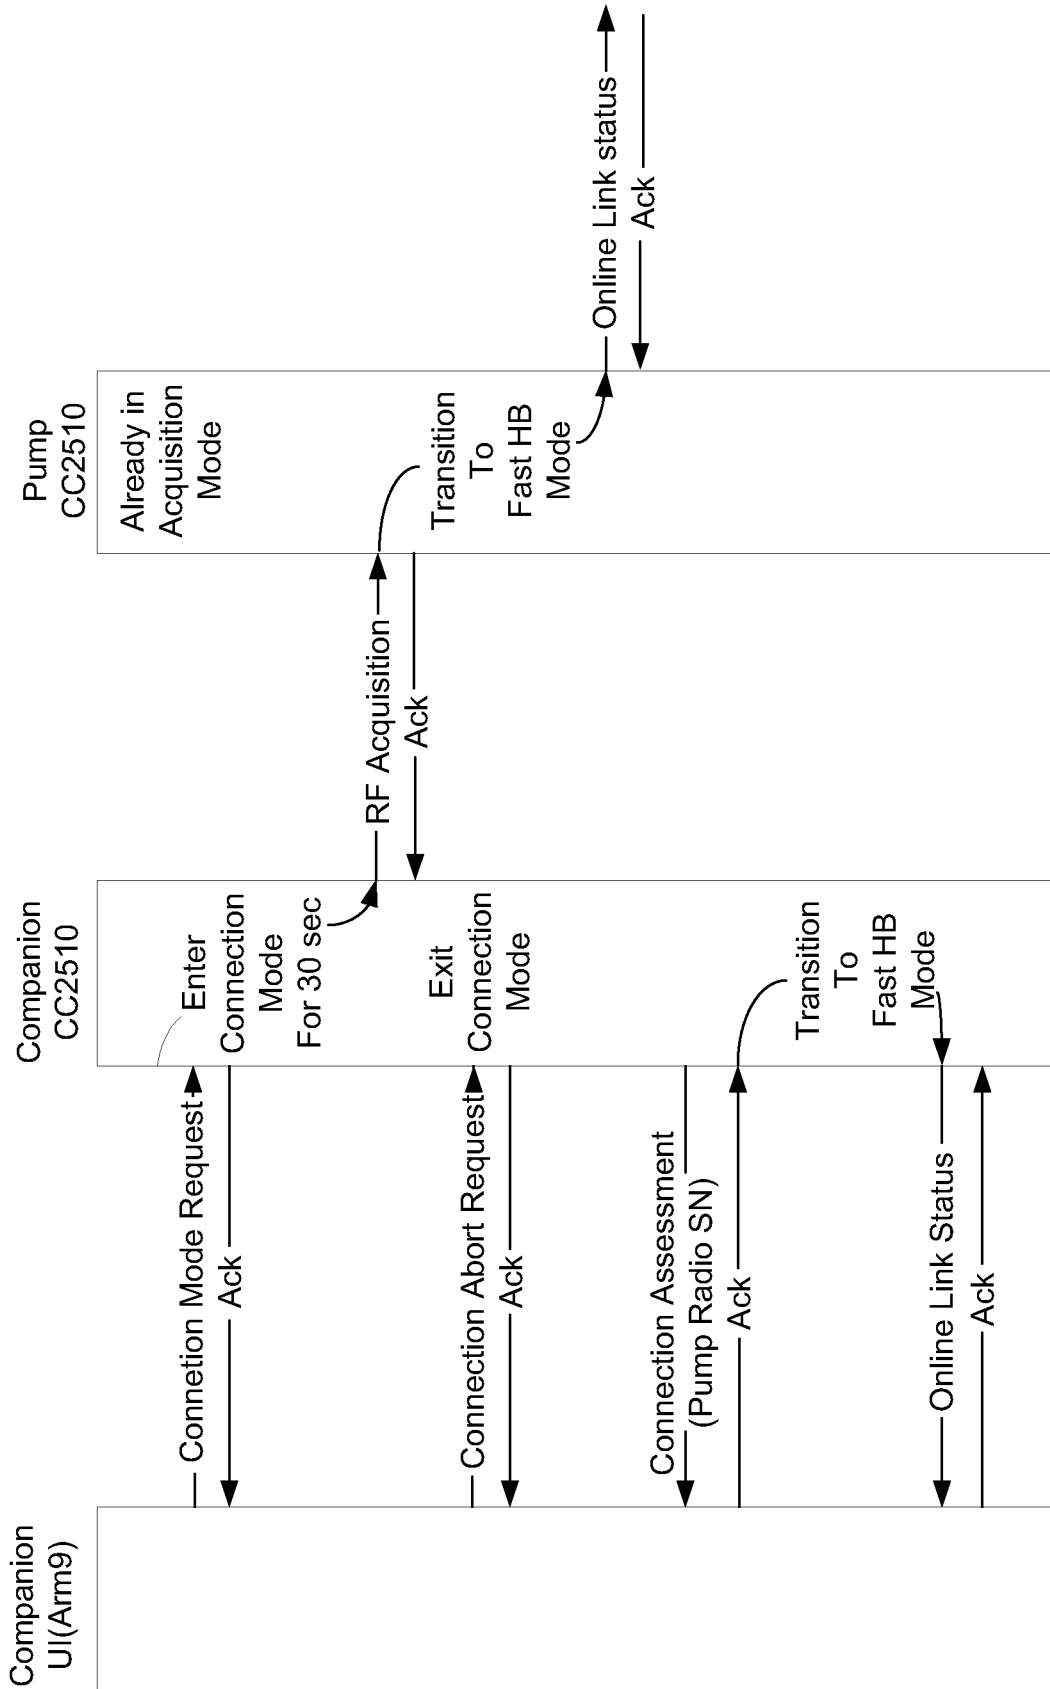 Companion
UI(Arm9)
Companion
CC2510
Pump
CC2510
Connetion Mode Request
Ack
Enter
Connection
Mode
For 30 sec
Already in
Acquisition
Mode
RF Acquisition
Ack
Transition
To
Fast HB
Mode
Connection Abort Request
Ack
Exit
Connection
Mode
Online Link status
Ack
Connection Assessment
(Pump Radio SN)
Ack
Transition
To
Fast HB
Mode
Online Link Status
Ack